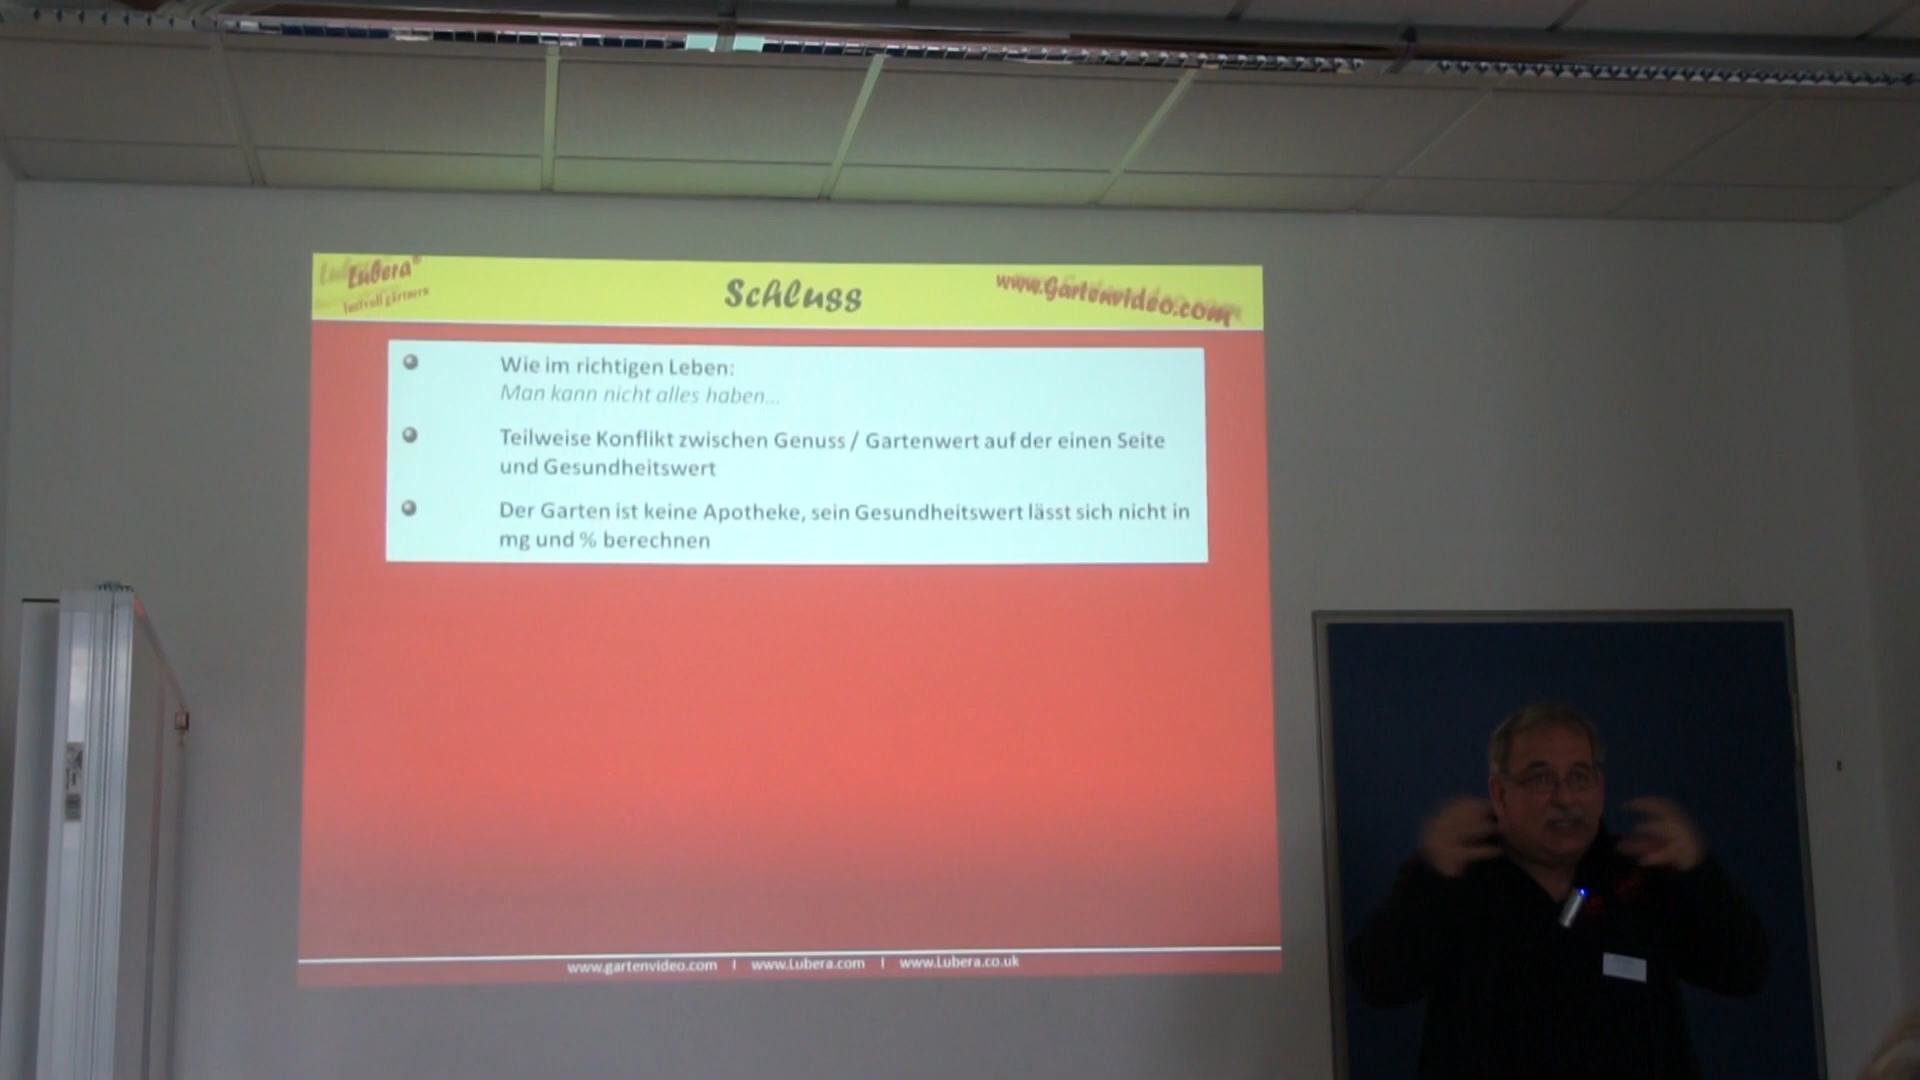 Lubera®
lustvoll gärtnern
Schluss
www.Gartenvideo.com
Wie im richtigen Leben:
Man kann nicht alles haben...
Teilweise Konflikt zwischen Genuss / Gartenwert auf der einen Seite
und Gesundheitswert
Der Garten ist keine Apotheke, sein Gesundheitswert lässt sich nicht in
mg und % berechnen
www.gartenvideo.com I www.Lubera.com I www.Lubera.co.uk